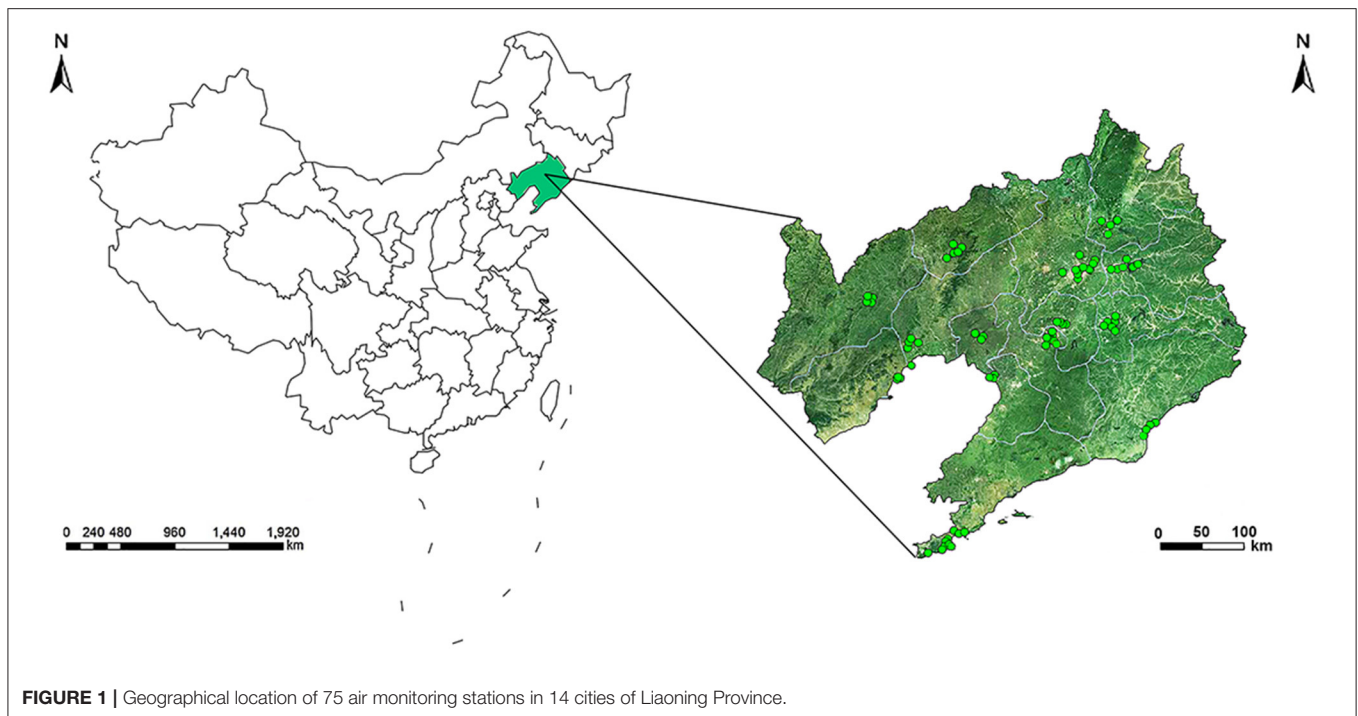 N
N
0 240 480 960 1,440 1,920
km
0 50 100
km
FIGURE 1 | Geographical location of 75 air monitoring stations in 14 cities of Liaoning Province.